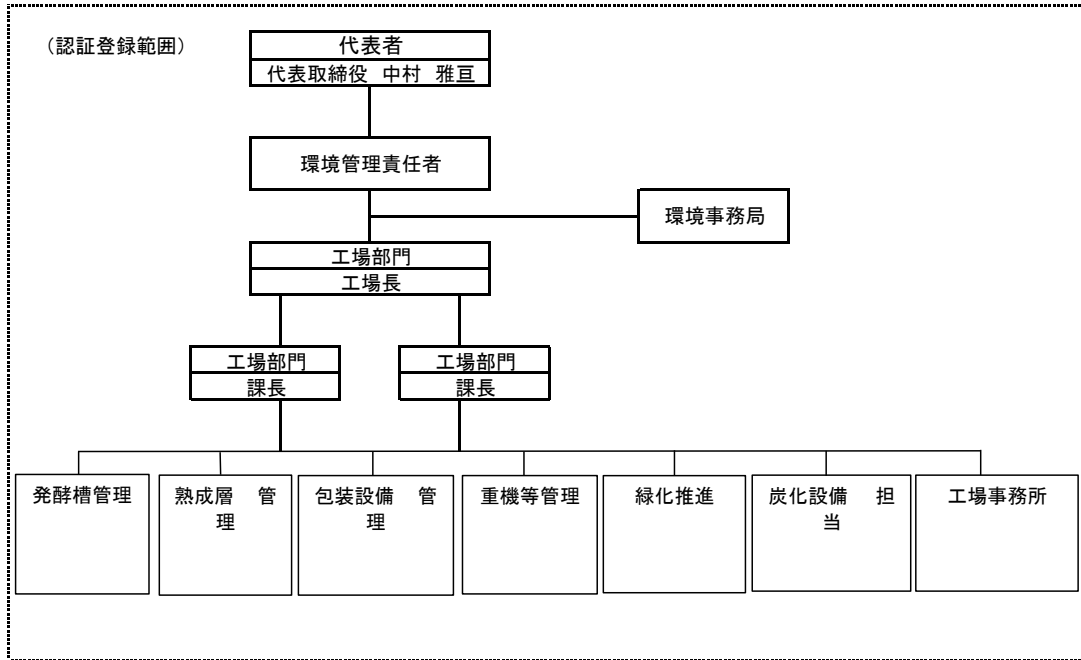 (認証登録範囲)
代表者
代表取締役 中村 雅亘
環境管理責任者
環境事務局
工場部門
工場長
工場部門
課長
工場部門
課長
発酵槽管理
熟成層 管
理
包装設備 管
理
重機等管理
緑化推進
炭化設備 担
当
工場事務所